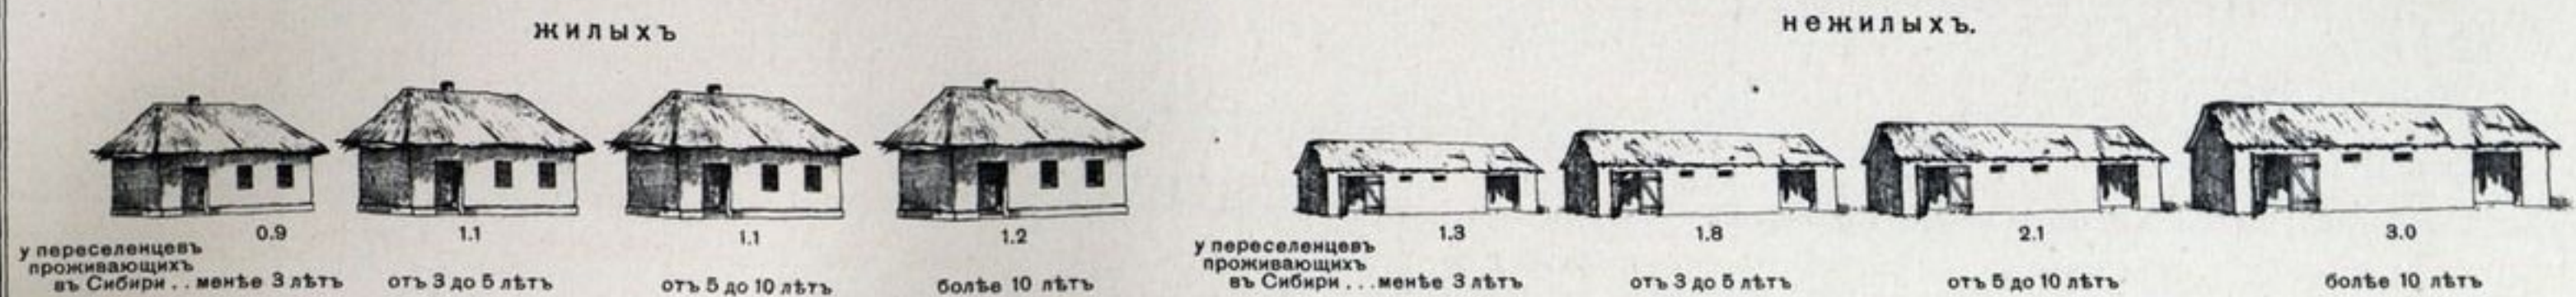 жилыхъ
0.9
1.1
1.1
1.2
у переселенцевъ
проживающихъ
въ Сибири . . менѣе 3 лѣтъ
отъ 3 до 5 лѣтъ
отъ 5 до 10 лѣтъ
болѣе 10 лѣтъ
нежилыхъ.
1.3
1.8
2.1
3.0
у переселенцевъ
проживающихъ
въ Сибири . . . менѣе 3 лѣтъ
отъ 3 до 5 лѣтъ
отъ 5 до 10 лѣтъ
болѣе 10 лѣтъ